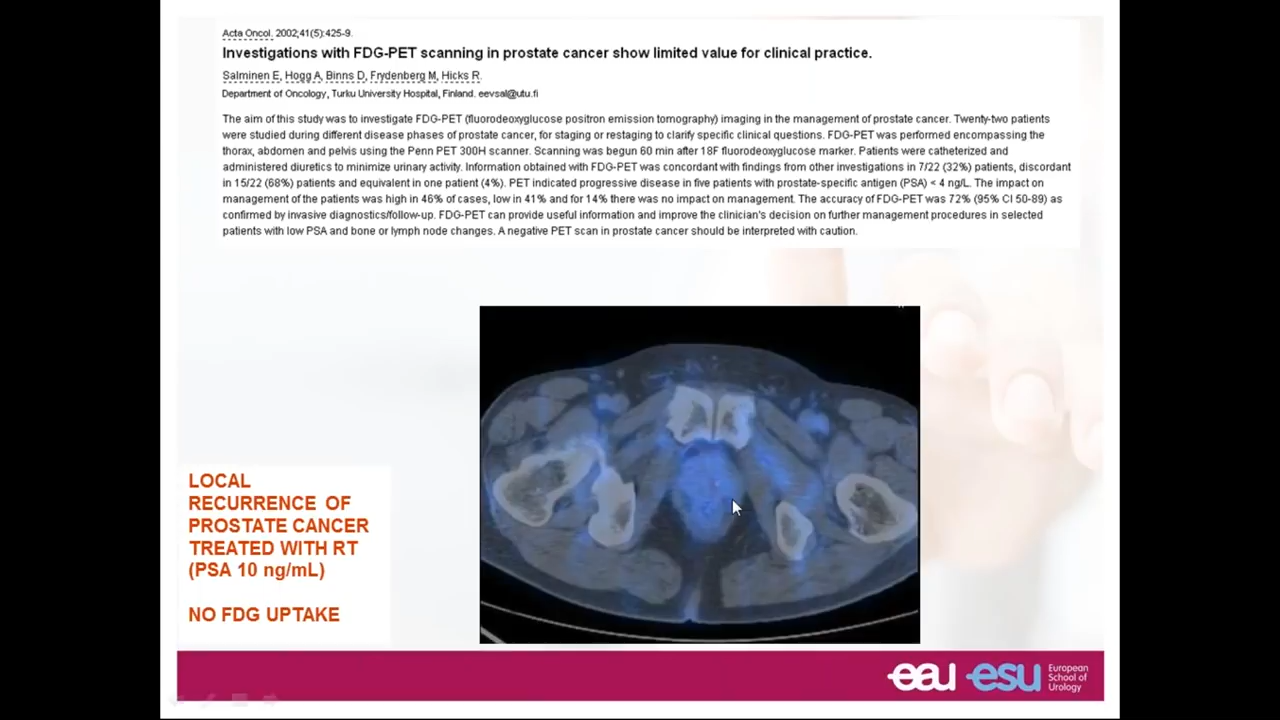 Acta Oncol. 2002;41(5):425-9.
Investigations with FDG-PET scanning in prostate cancer show limited value for clinical practice.
Salminen E, Hogg A, Binns D, Frydenberg M, Hicks R.
Department of Oncology, Turku University Hospital, Finland. eevsal@utu.fi
The aim of this study was to investigate FDG-PET (fluorodeoxyglucose positron emission tomography) imaging in the management of prostate cancer. Twenty-two patients
were studied during different disease phases of prostate cancer, for staging or restaging to clarify specific clinical questions. FDG-PET was performed encompassing the
thorax, abdomen and pelvis using the Penn PET 300H scanner. Scanning was begun 60 min after 18F fluorodeoxyglucose marker. Patients were catheterized and
administered diuretics to minimize urinary activity. Information obtained with FDG-PET was concordant with findings from other investigations in 7/22 (32%) patients, discordant
in 15/22 (68%) patients and equivalent in one patient (4%). PET indicated progressive disease in five patients with prostate-specific antigen (PSA) < 4 ng/L. The impact on
management of the patients was high in 46% of cases, low in 41% and for 14% there was no impact on management. The accuracy of FDG-PET was 72% (95% CI 50-89) as
confirmed by invasive diagnostics/follow-up. FDG-PET can provide useful information and improve the clinician's decision on further management procedures in selected
patients with low PSA and bone or lymph node changes. A negative PET scan in prostate cancer should be interpreted with caution.
LOCAL
RECURRENCE OF
PROSTATE CANCER
TREATED WITH RT
(PSA 10 ng/mL)
NO FDG UPTAKE
eau esu European
School of
Urology